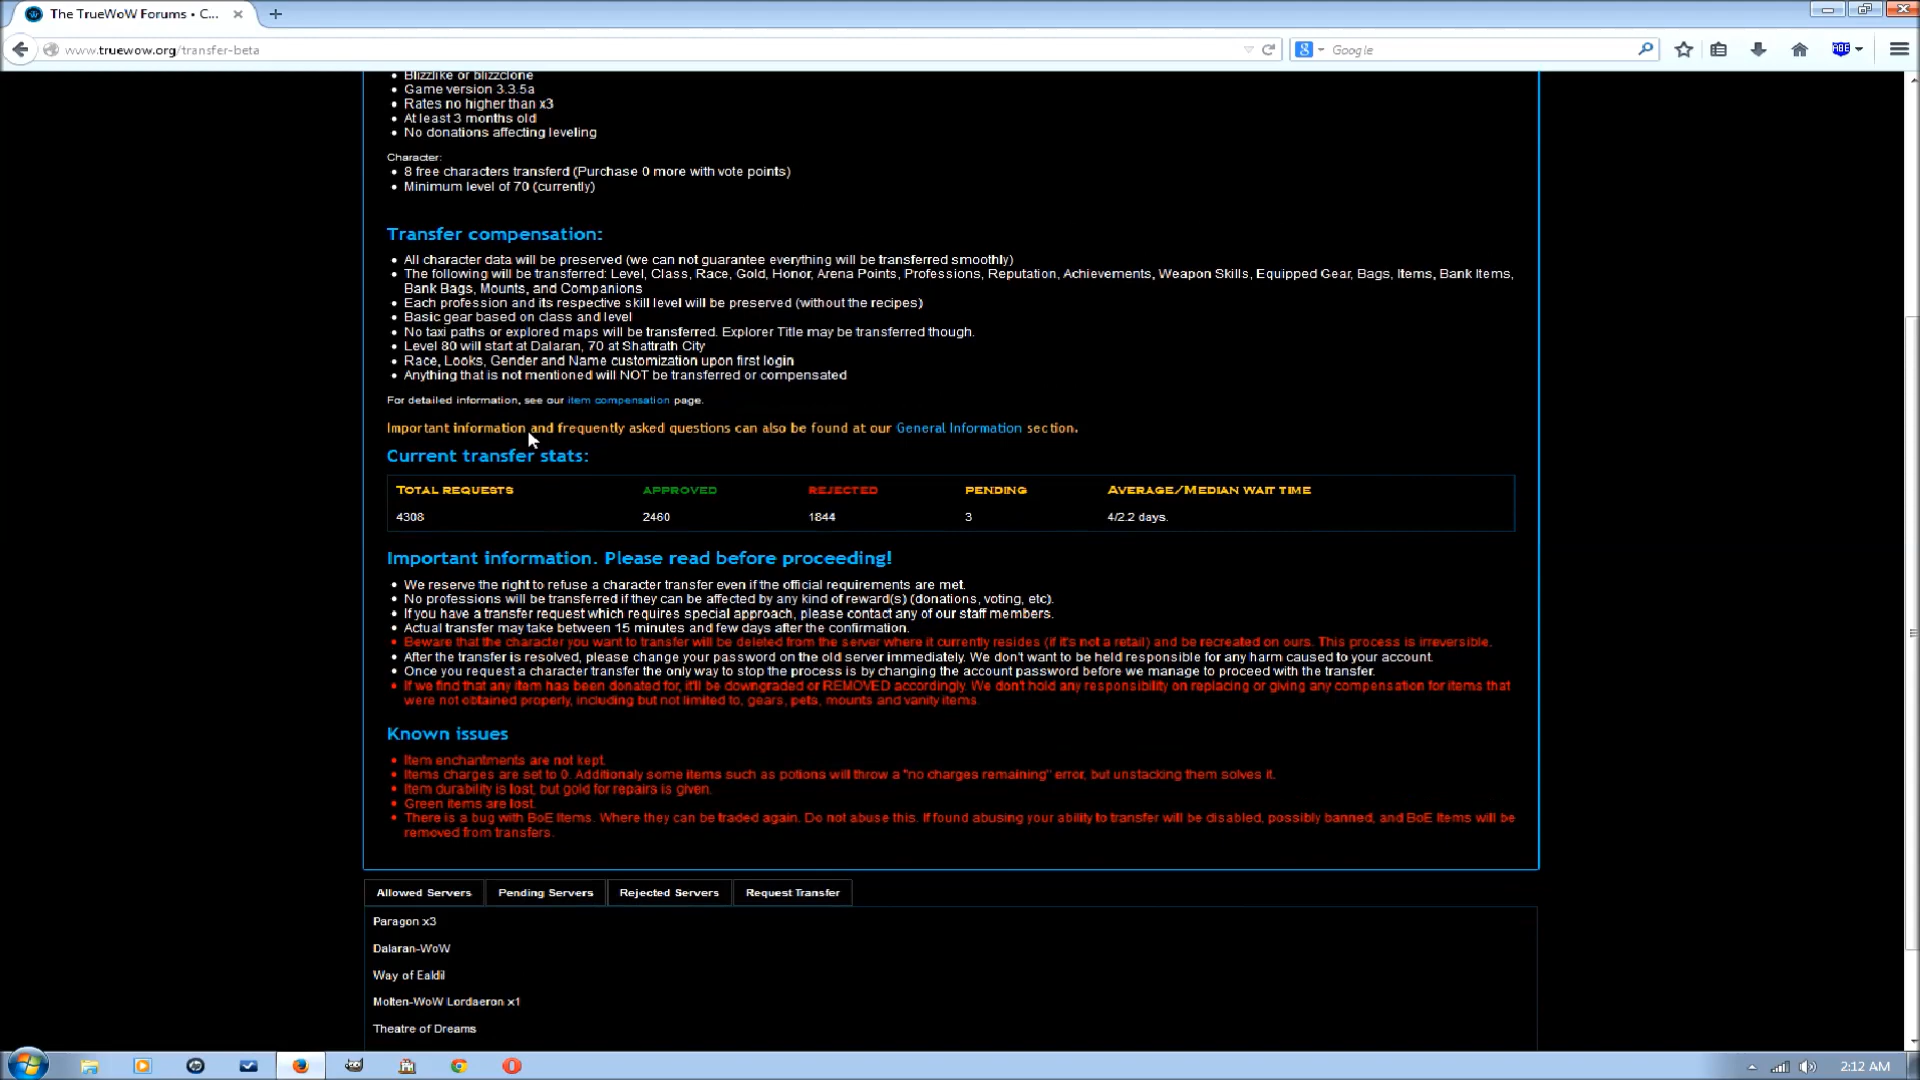 The TrueWoW Forums • C...
www.truewow.org/transfer-beta
Google
ABE
Blizzlike or blizzclone
Game version 3.3.5a
Rates no higher than x3
At least 3 months old
No donations affecting leveling
Character:
8 free characters transferd (Purchase 0 more with vote points)
Minimum level of 70 (currently)
Transfer compensation:
All character data will be preserved (we can not guarantee everything will be transferred smoothly)
The following will be transferred: Level, Class, Race, Gold, Honor, Arena Points, Professions, Reputation, Achievements, Weapon Skills, Equipped Gear, Bags, Items, Bank Items,
Bank Bags, Mounts, and Companions
Each profession and its respective skill level will be preserved (without the recipes)
Basic gear based on class and level
No taxi paths or explored maps will be transferred. Explorer Title may be transferred though.
Level 80 will start at Dalaran, 70 at Shattrath City
Race, Looks, Gender and Name customization upon first login
Anything that is not mentioned will NOT be transferred or compensated
For detailed information, see our item compensation page.
Important information and frequently asked questions can also be found at our General Information section.
Current transfer stats:
TOTAL REQUESTS APPROVED REJECTED PENDING AVERAGE/MEDIAN WAIT TIME
4308 2460 1844 3 4/2.2 days.
Important information. Please read before proceeding!
We reserve the right to refuse a character transfer even if the official requirements are met.
No professions will be transferred if they can be affected by any kind of reward(s) (donations, voting, etc).
If you have a transfer request which requires special approach, please contact any of our staff members.
Actual transfer may take between 15 minutes and few days after the confirmation.
Beware that the character you want to transfer will be deleted from the server where it currently resides (if it's not a retail) and be recreated on ours. This process is irreversible.
After the transfer is resolved, please change your password on the old server immediately. We don't want to be held responsible for any harm caused to your account.
Once you request a character transfer the only way to stop the process is by changing the account password before we manage to proceed with the transfer.
If we find that any item has been donated for, it'll be downgraded or REMOVED accordingly. We don't hold any responsibility on replacing or giving any compensation for items that
were not obtained properly, including but not limited to, gears, pets, mounts and vanity items
Known issues
Item enchantments are not kept.
Items charges are set to 0. Additionaly some items such as potions will throw a "no charges remaining" error, but unstacking them solves it.
Item durability is lost, but gold for repairs is given.
Green items are lost.
There is a bug with BoE Items. Where they can be traded again. Do not abuse this. If found abusing your ability to transfer will be disabled, possibly banned, and BoE Items will be
removed from transfers.
Allowed Servers Pending Servers Rejected Servers Request Transfer
Paragon x3
Dalaran-WoW
Way of Ealdil
Molten-WoW Lordaeron x1
Theatre of Dreams
2:12 AM